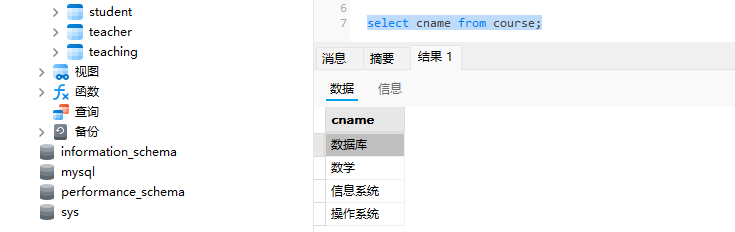 student
teacher
teaching
视图
函数
查询
备份
information_schema
mysql
performance_schema
sys
6
7 select cname from course;
消息 摘要 结果 1
数据 信息
cname
数据库
数学
信息系统
操作系统